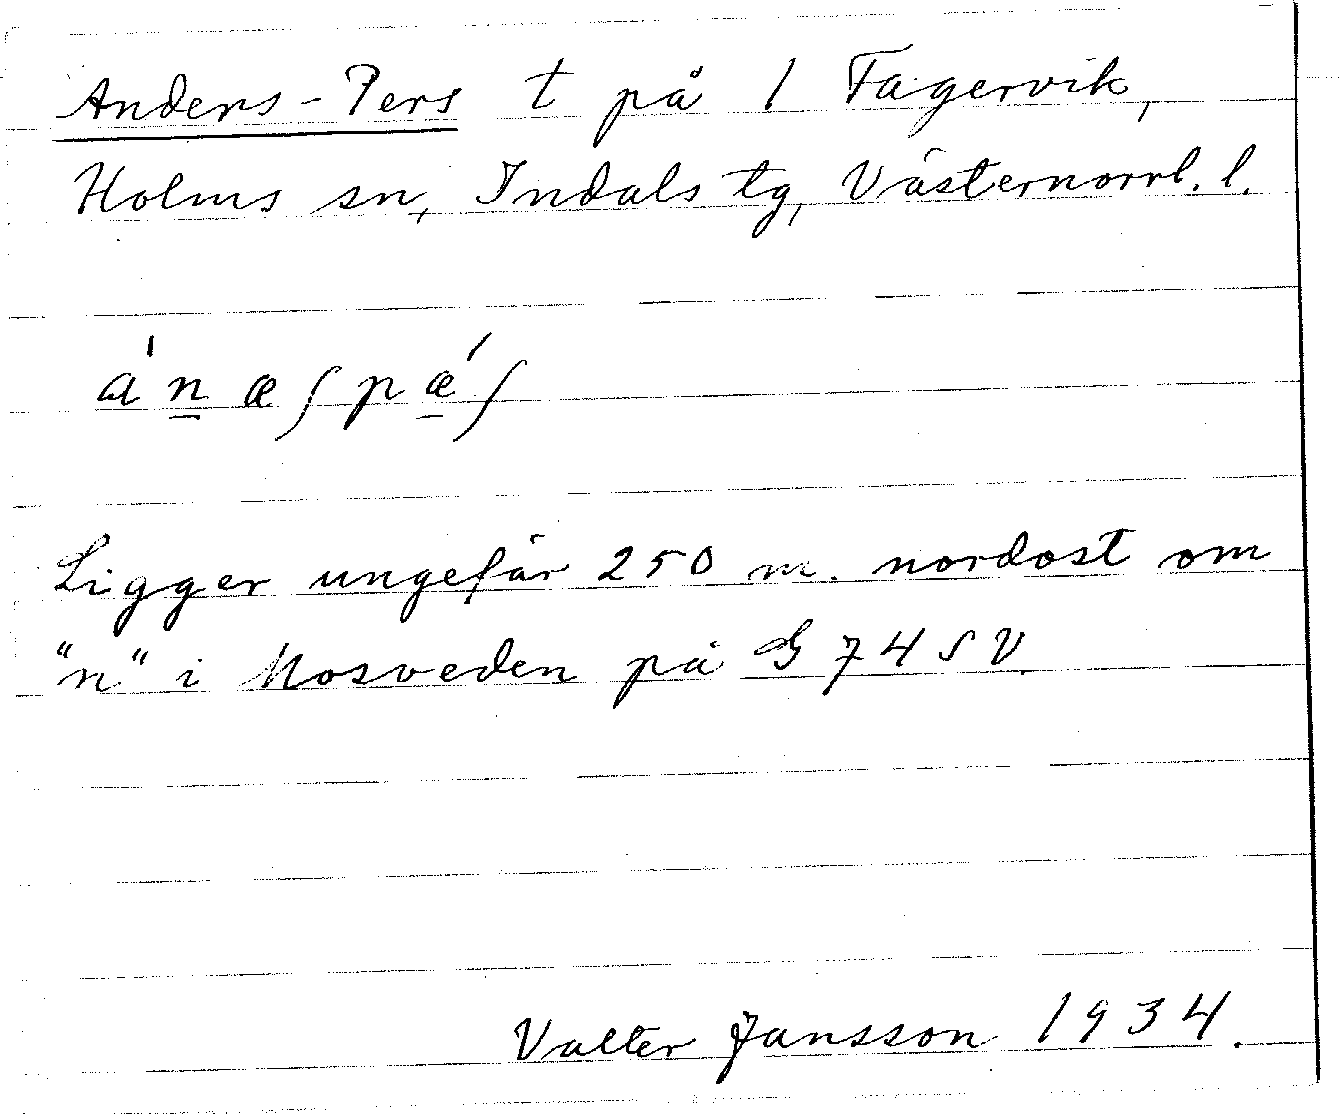 Anders-Pers t på 1 Fagervik,
Holms sn, Indals tg, Västernorrl. l.
ánæʃpǽʃ
Ligger ungefär 250 m. nordost om
"n" i Mosveden på G 74 SV.
Valter Jansson 1934.